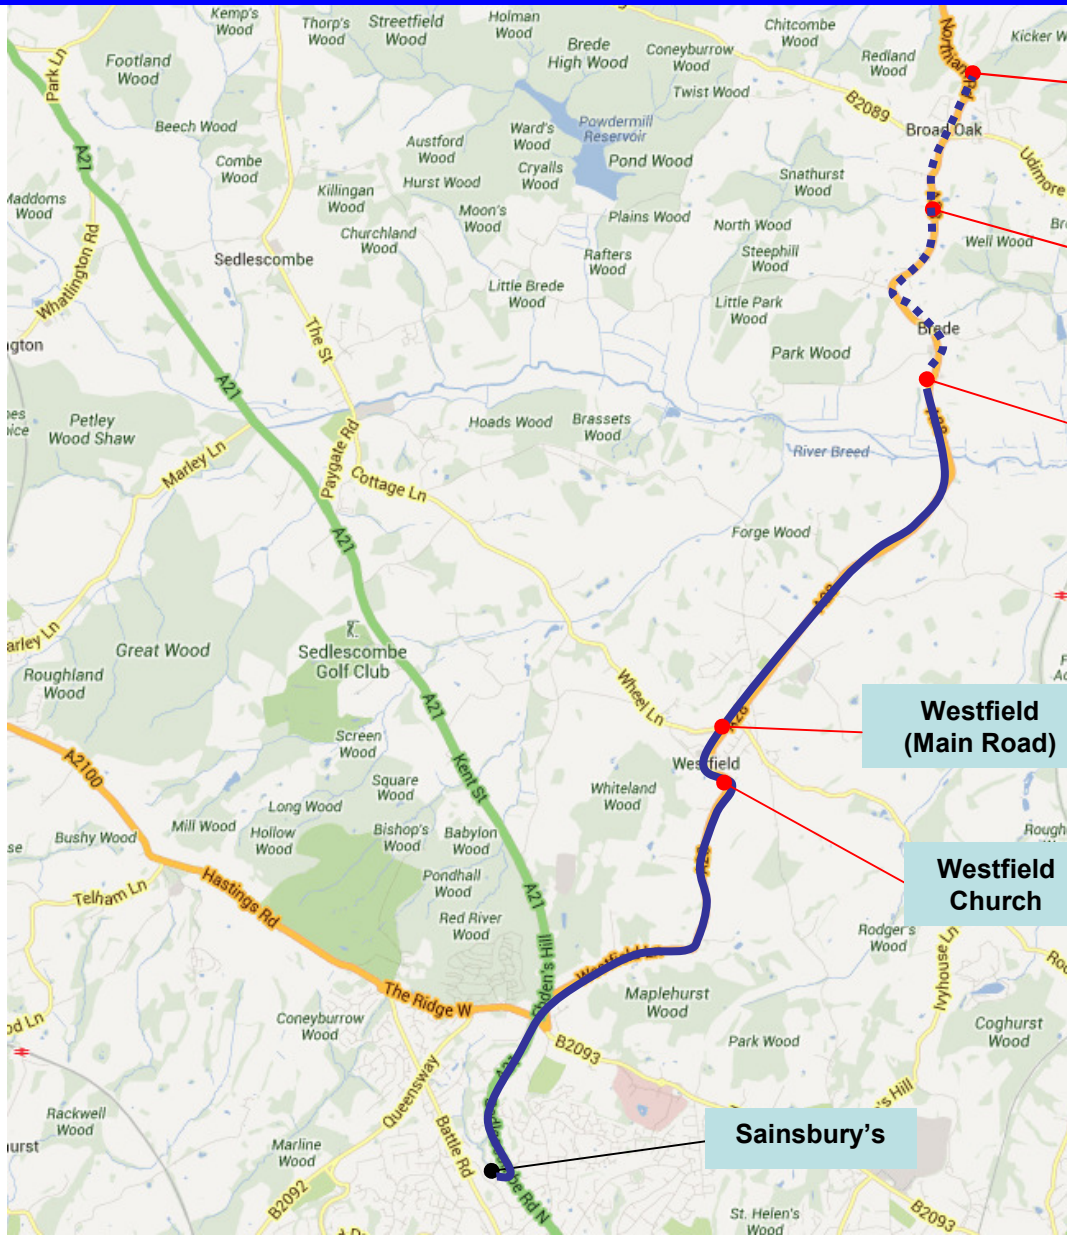 Kemp's
Wood
Thorp's
Wood
Streetfield
Wood
Holman
Wood
Brede
High Wood
Chitcombe
Wood
Coneyburrow
Wood
Redland
Wood
Twist Wood
Park Ln
Footland
Wood
A21
Beech Wood
Combe
Wood
Austford
Wood
Hurst Wood
Ward's
Wood
Cryalls
Wood
Powdermill
Reservoir
Pond Wood
B2089
Broad Oak
Udimore
Snathurst
Wood
Killingan
Wood
Churchland
Wood
Moon's
Wood
Plains Wood
North Wood
Steephill
Wood
Well Wood
Maddoms
Wood
Whatlington Rd
Sedlescombe
Rafters
Wood
Little Brede
Wood
Little Park
Wood
Park Wood
Brede
The St
A21
Petley
Wood Shaw
Marley Ln
Paygate Rd
Cottage Ln
Hoads Wood
Brassets
Wood
River Breed
A21
Forge Wood
Great Wood
Roughland
Wood
Sedlescombe
Golf Club
A21
Wheel Ln
A28
Westfield
(Main Road)
Westfield
A2100
Screen
Wood
Square
Wood
Kent St
Whiteland
Wood
Long Wood
Mill Wood
Hollow
Wood
Bushy Wood
Bishop's
Wood
Babylon
Wood
Pondhall
Wood
Westfield
Church
Telham Ln
Hastings Rd
A21
Red River
Wood
Rodger's
Wood
Ivyhouse Ln
Maplehurst
Wood
The Ridge W
Coneyburrow
Wood
B2093
Park Wood
Coghurst
Wood
Queensway
Battle Rd
Rackwell
Wood
Marline
Wood
Sainsbury's
B2092
St. Helen's
Wood
B2093